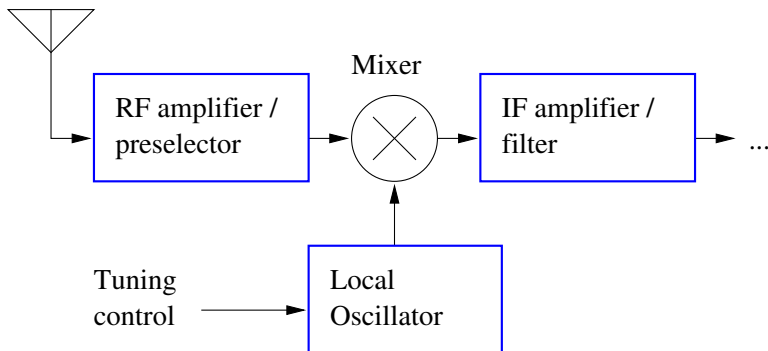 Mixer
RF amplifier /
preselector
IF amplifier /
filter
...
Tuning
control
Local
Oscillator